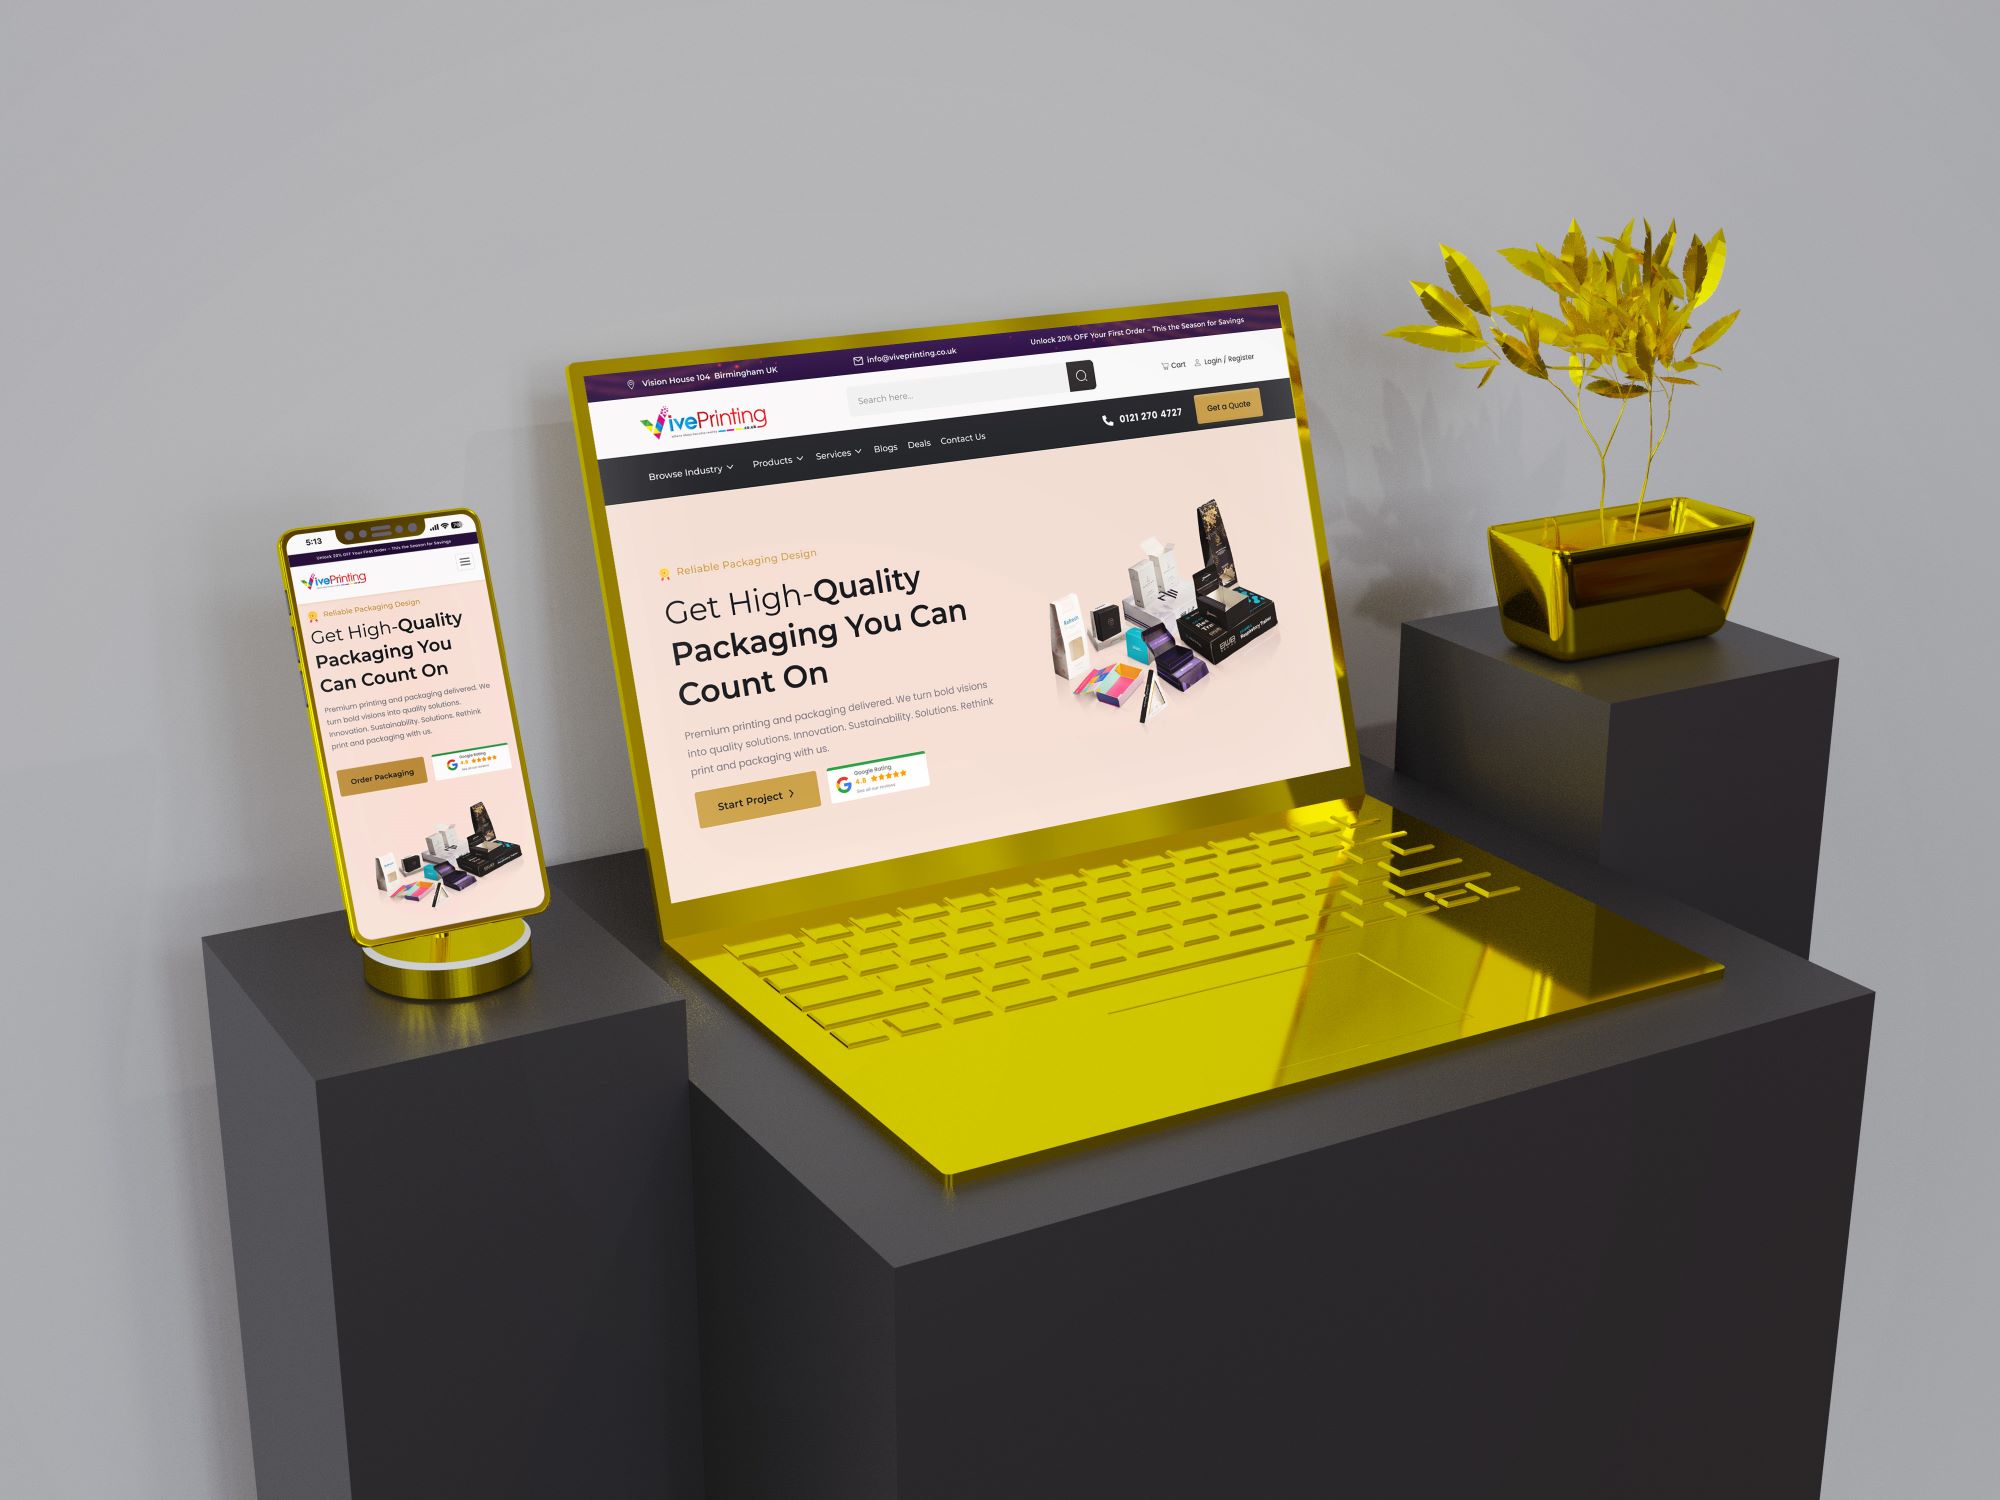 5:13
Unlock 20% OFF Your First Order – This the Season for Savings
VivePrinting
Reliable Packaging Design
Get High-Quality
Packaging You
Can Count On
Premium printing and packaging delivered. We
turn bold visions into quality solutions.
Innovation. Sustainability. Solutions. Rethink
print and packaging with us.
Order Packaging
Google Rating
4.8
See all our reviews
Vision House 104 Birmingham UK
info@viveprinting.co.uk
Unlock 20% OFF Your First Order – This the Season for Savings
VivePrinting
.co.uk
Search here...
Cart
Login / Register
Browse Industry
Products
Services
Blogs
Deals
Contact Us
0121 270 4727
Get a Quote
Reliable Packaging Design
Get High-Quality
Packaging You Can
Count On
Premium printing and packaging delivered. We turn bold visions
into quality solutions. Innovation. Sustainability. Solutions. Rethink
print and packaging with us.
Start Project
Google Rating
4.8
See all our reviews